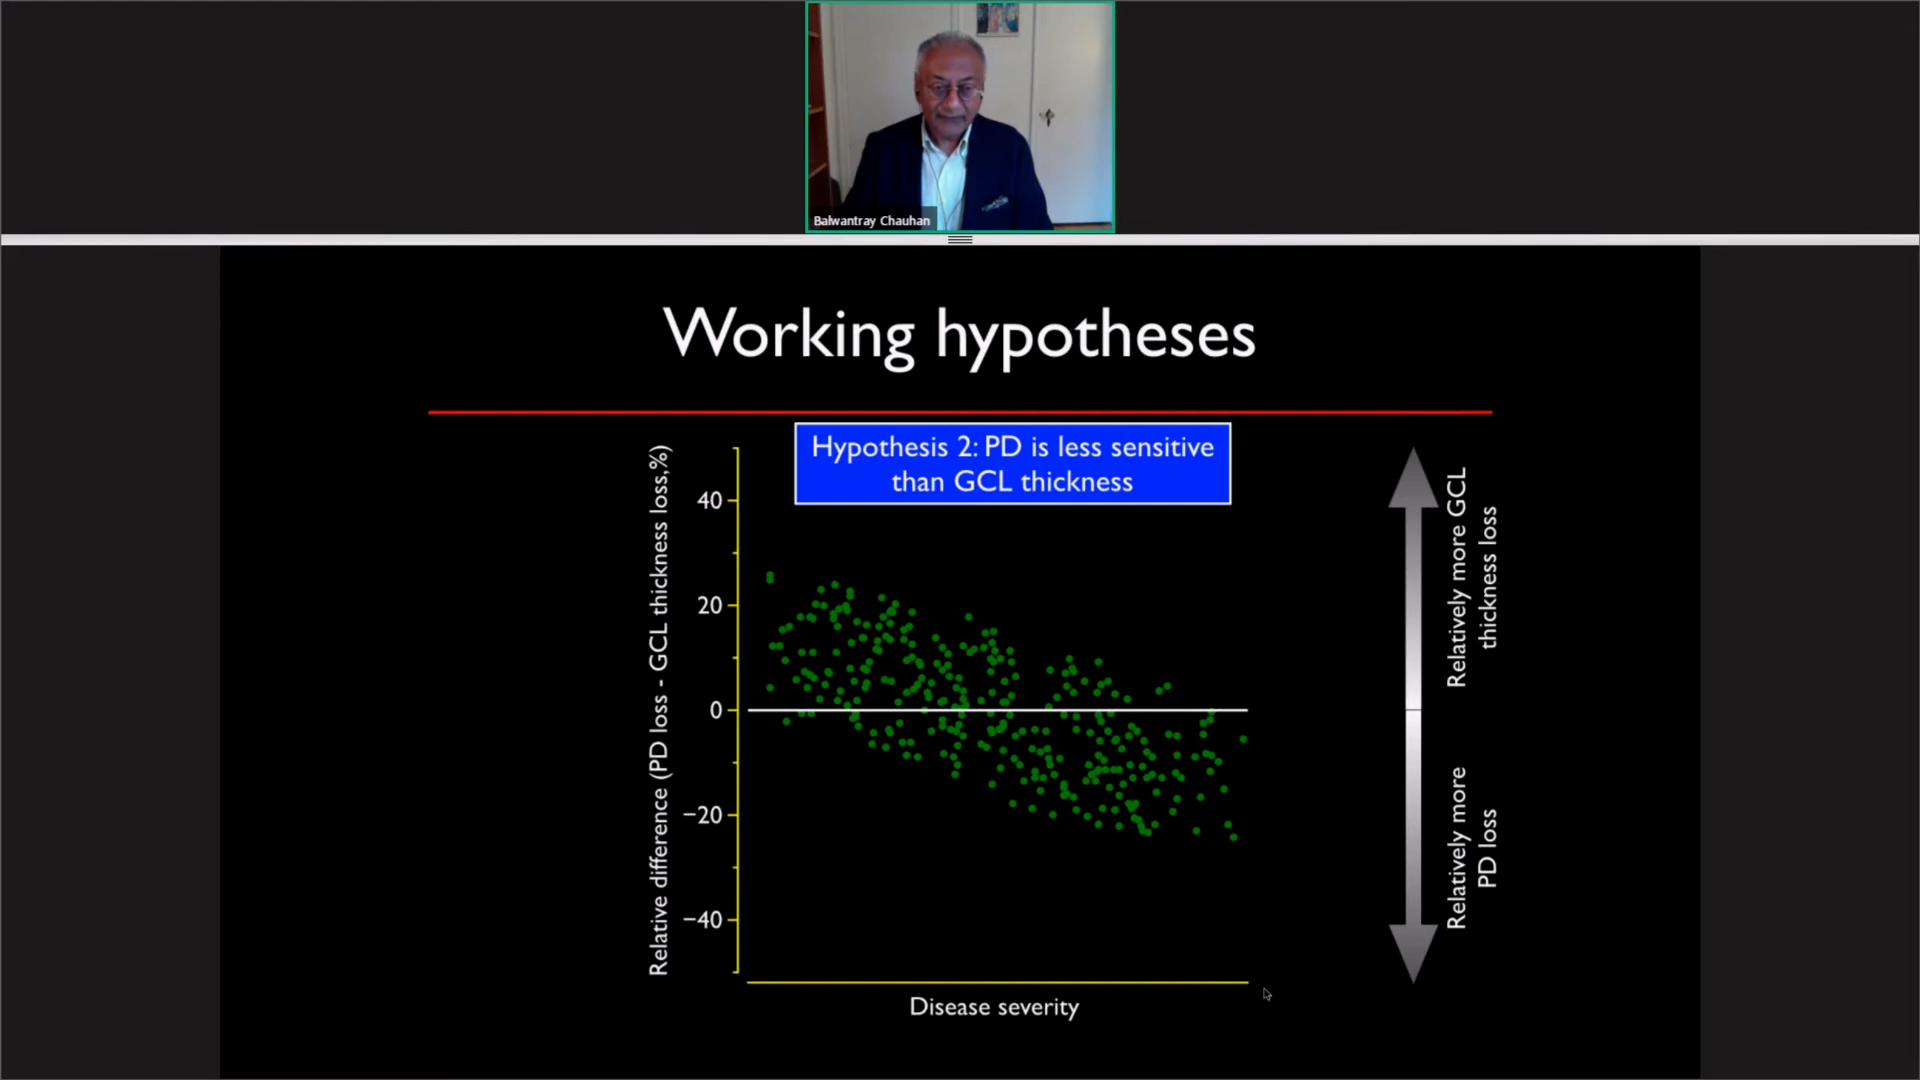 Balwantray Chauhan
Working hypotheses
Hypothesis 2: PD is less sensitive
than GCL thickness
Relative difference (PD loss - GCL thickness loss,%)
40
20
0
−20
−40
Disease severity
Relatively more GCL
thickness loss
Relatively more
PD loss